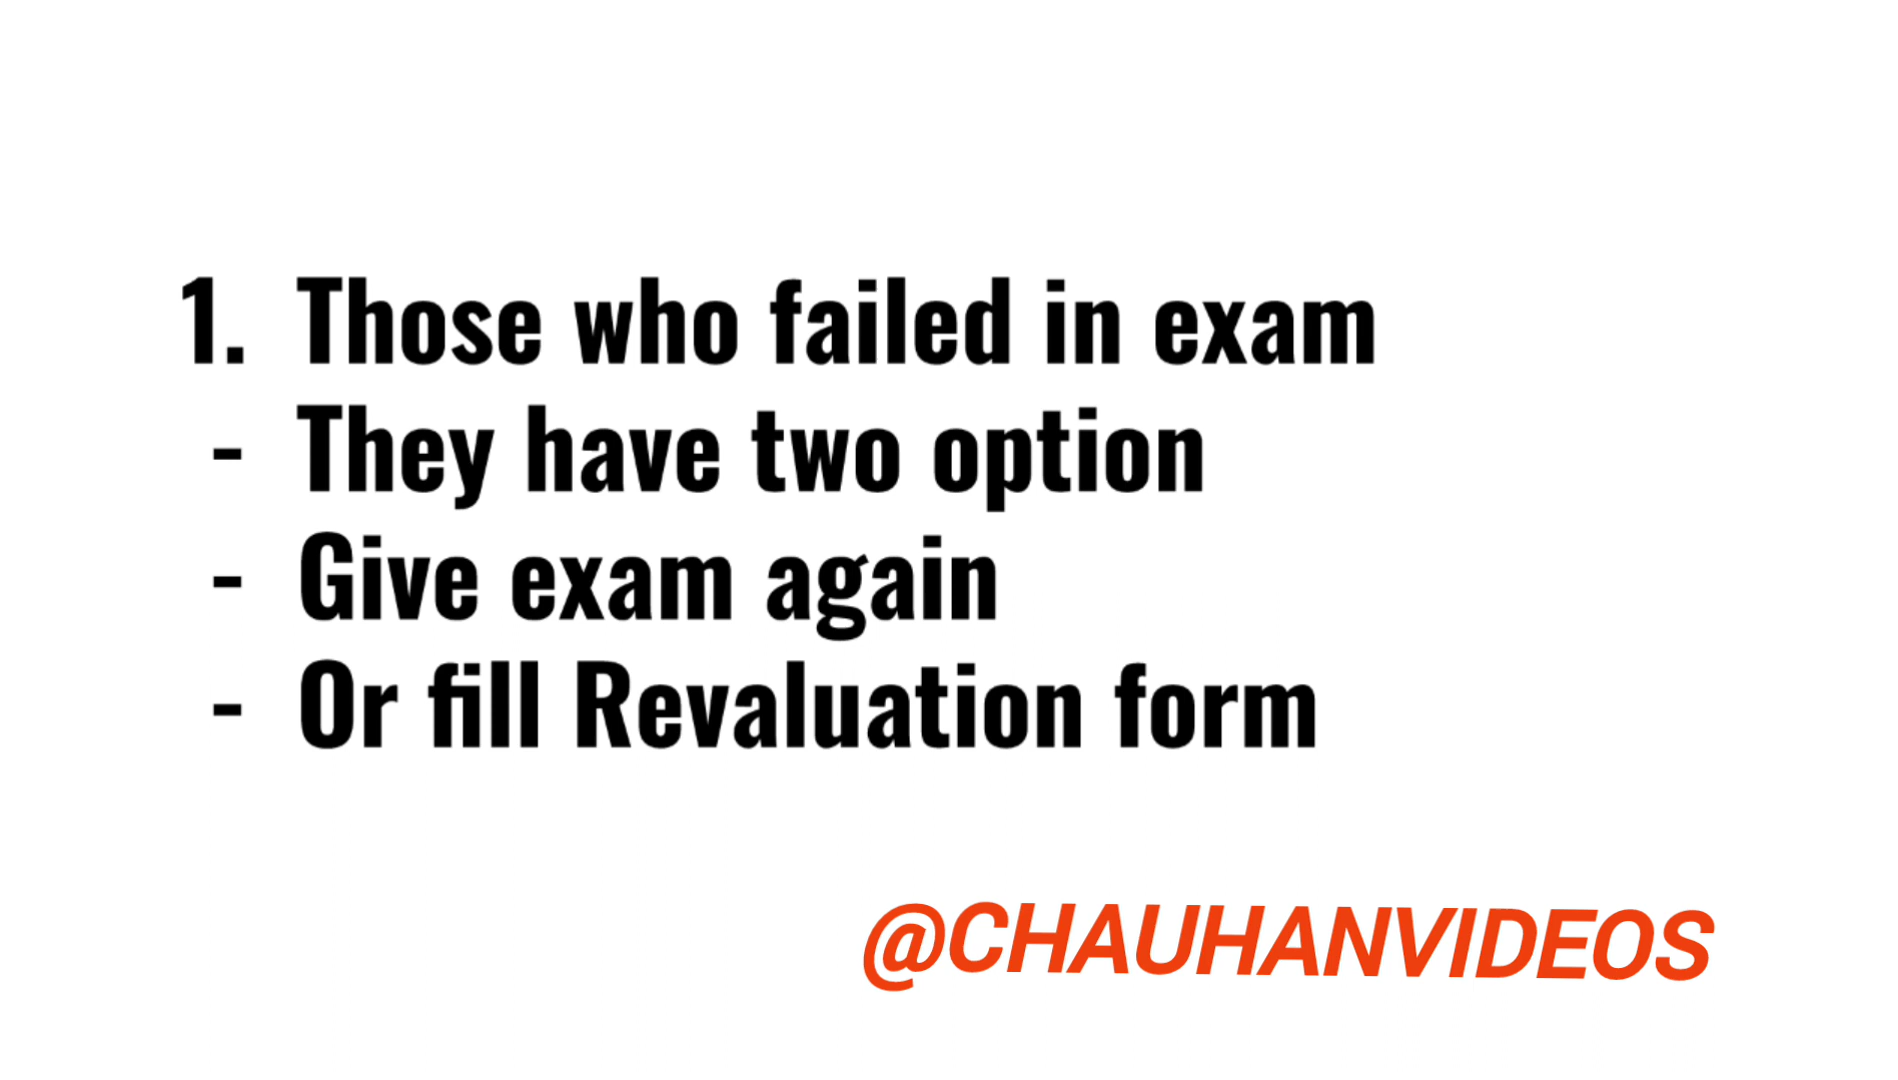 1. Those who failed in exam
- They have two option
- Give exam again
- Or fill Revaluation form
@CHAUHANVIDEOS